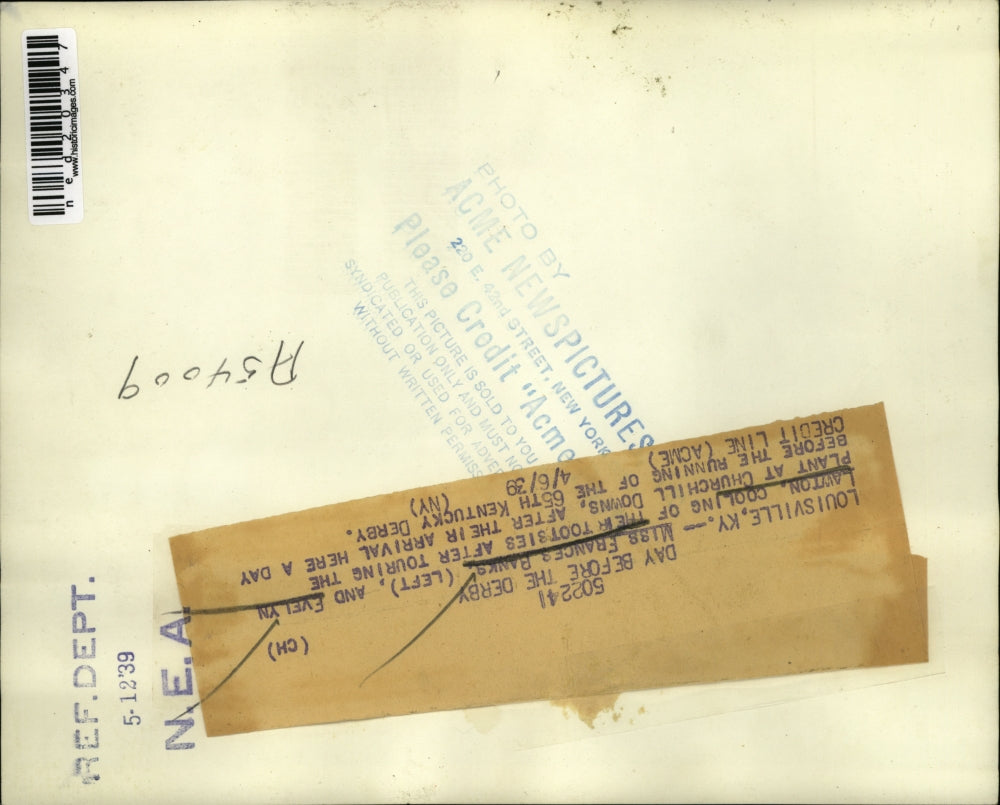 ned20347
www.historicimages.com
PHOTO BY
ACME NEWSPICTURES
220 E. 42nd STREET, NEW YORK
Please Credit "Acme
THIS PICTURE IS SOLD TO YOU
PUBLICATION ONLY AND MUST NO
SYNDICATED OR USED FOR ADVER
WITHOUT WRITTEN PERMISS
A54009
502241 (CH)
DAY BEFORE THE DERBY
LOUISVILLE, KY.— MISS FRANCES BANKS, (LEFT), AND EVELYN
LAWTON, COOLING OF THEIR TOOTSIES AFTER TOURING THE
PLANT AT CHURCHILL DOWNS, AFTER THEIR ARRIVAL HERE A DAY
BEFORE THE RUNNING OF THE 65TH KENTUCKY DERBY.
CREDIT LINE (ACME) 4/6/39 (NY)
REF.DEPT.
5-12'39
N.E.A